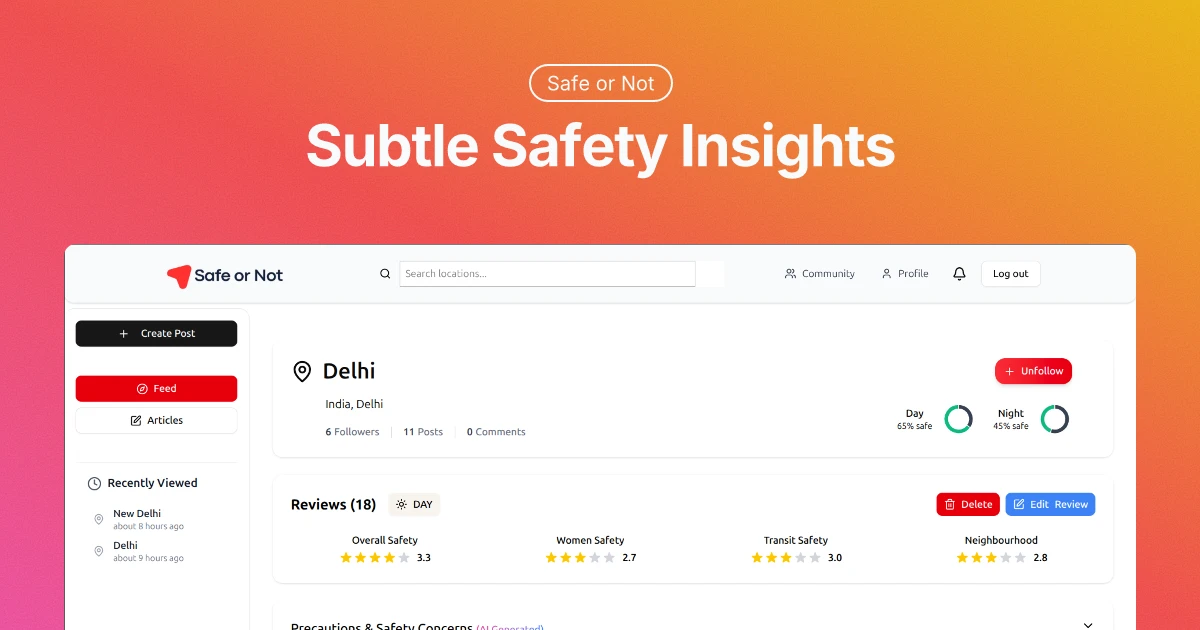 Safe or Not
Subtle Safety Insights
Safe or Not
Search locations...
Community
Profile
Log out
+ Create Post
Feed
Articles
Recently Viewed
New Delhi
about 8 hours ago
Delhi
about 9 hours ago
Delhi
+ Unfollow
India, Delhi
6 Followers
11 Posts
0 Comments
Day
65% safe
Night
45% safe
Reviews (18)
DAY
Delete
Edit Review
Overall Safety
3.3
Women Safety
2.7
Transit Safety
3.0
Neighbourhood
2.8
Precautions & Safety Concerns (AI Generated)